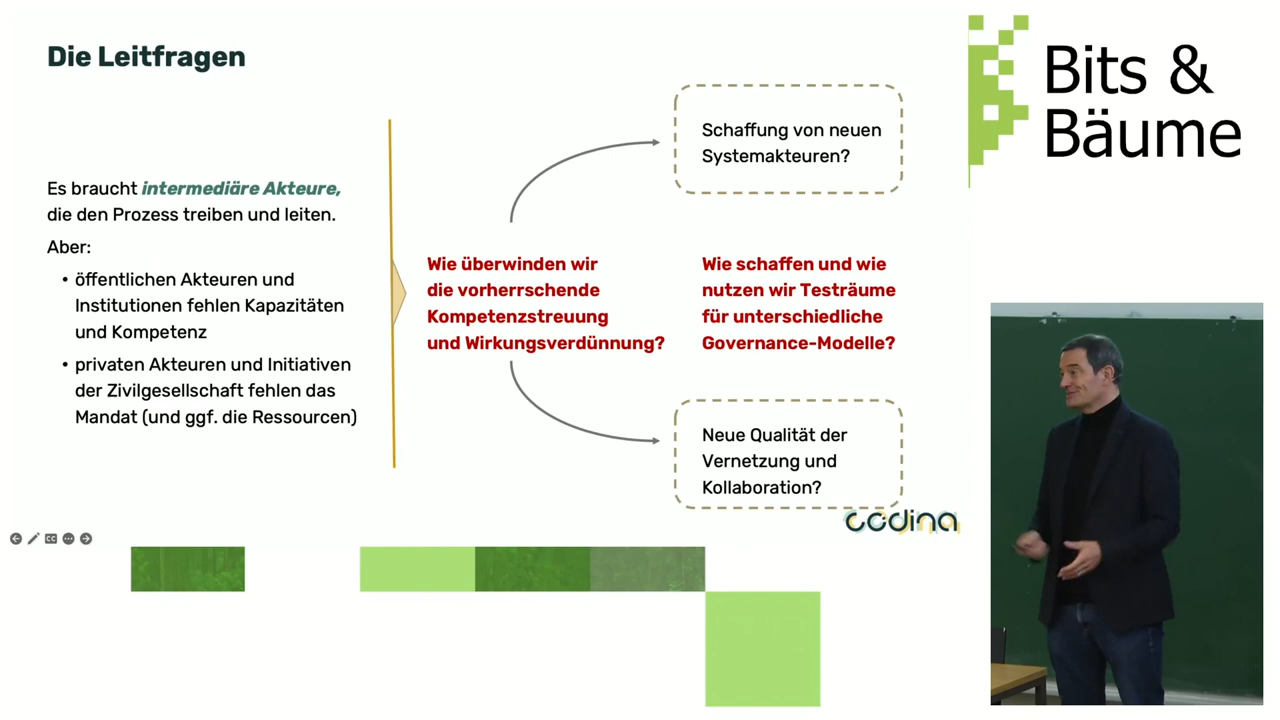 Die Leitfragen
Es braucht intermediäre Akteure,
die den Prozess treiben und leiten.
Aber:
• öffentlichen Akteuren und
Institutionen fehlen Kapazitäten
und Kompetenz
• privaten Akteuren und Initiativen
der Zivilgesellschaft fehlen das
Mandat (und ggf. die Ressourcen)
Wie überwinden wir
die vorherrschende
Kompetenzstreuung
und Wirkungsverdünnung?
Schaffung von neuen
Systemakteuren?
Wie schaffen und wie
nutzen wir Testräume
für unterschiedliche
Governance-Modelle?
Neue Qualität der
Vernetzung und
Kollaboration?
codina
CC
Bits &
Bäume